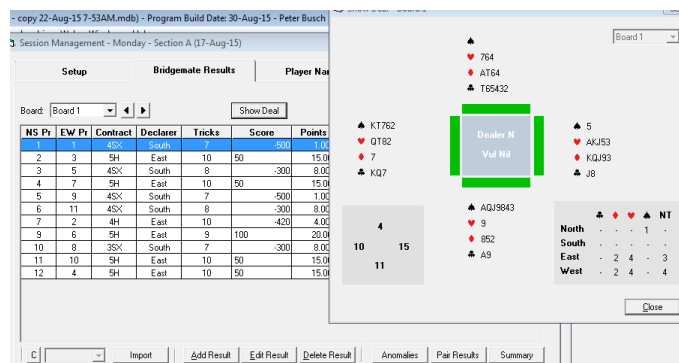 - copy 22-Aug-15 7-53AM.mdb) - Program Build Date: 30-Aug-15 - Peter Busch
Session Management - Monday - Section A (17-Aug-15)
Setup Bridgemate Results Player Nar
Board: Board 1 Show Deal
NS Pr EW Pr Contract Declarer Tricks Score Points
1 1 4SX South 7 -500 1.00
2 3 5H East 10 50 15.00
3 5 4SX South 8 -300 8.00
4 7 5H East 10 50 15.00
5 9 4SX South 7 -500 1.00
6 11 4SX South 8 -300 8.00
7 2 4H East 10 -420 4.00
9 6 5H East 9 100 20.00
10 8 3SX South 7 -300 8.00
11 10 5H East 10 50 15.00
12 4 5H East 10 50 15.00
C Import Add Result Edit Result Delete Result Anomalies Pair Results Summary
Show Deal - Board 1
Board 1
♠
♥ 764
♦ AT64
♣ T65432
♠ KT762
♥ QT82
♦ 7
♣ KQ7
Dealer N
Vul Nil
♠ 5
♥ AKJ53
♦ KQJ93
♣ J8
♠ AQJ9843
♥ 9
♦ 852
♣ A9
4
10 15
11
♣ ♦ ♥ ♠ NT
North - - - 1 -
South - - - - -
East - 2 4 - 3
West - 2 4 - 4
Close